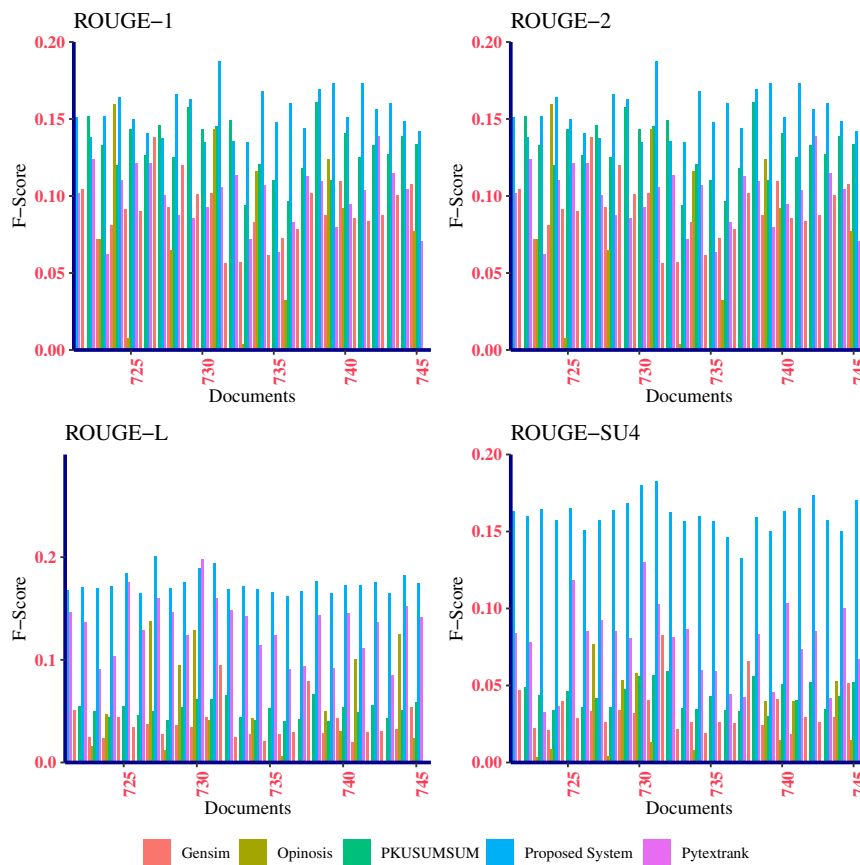 ROUGE−1
0.20
0.15
0.10
0.05
0.00
F−Score
725
730
735
740
745
Documents
ROUGE−2
0.20
0.15
0.10
0.05
0.00
F−Score
725
730
735
740
745
Documents
ROUGE−L
0.2
0.1
0.0
F−Score
725
730
735
740
745
Documents
ROUGE−SU4
0.20
0.15
0.10
0.05
0.00
F−Score
725
730
735
740
745
Documents
Gensim Opinosis PKUSUMSUM Proposed System Pytextrank